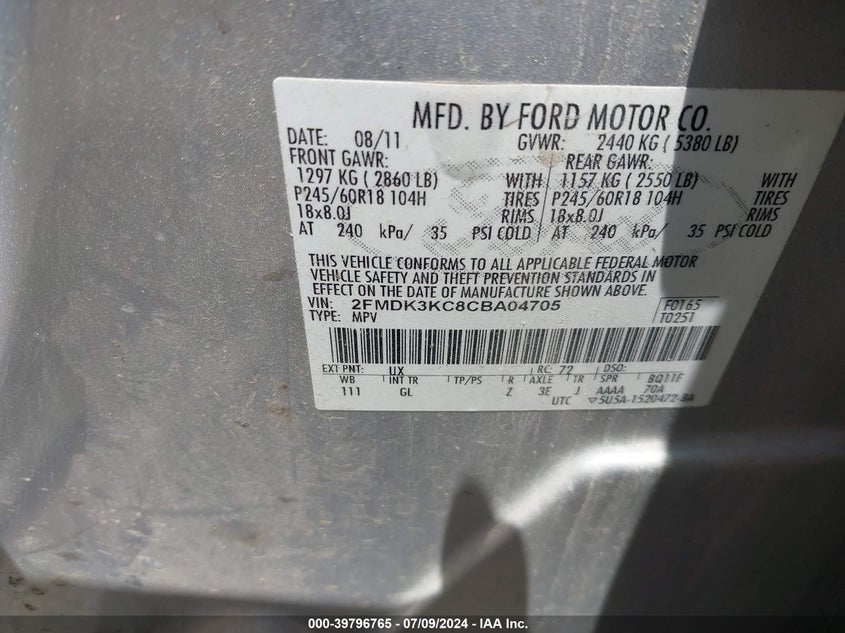 MFD. BY FORD MOTOR CO.
DATE: 08/11 GVWR: 2440 KG ( 5380 LB)
FRONT GAWR: REAR GAWR:
1297 KG ( 2860 LB) WITH 1157 KG ( 2550 LB) WITH
P245/60R18 104H TIRES P245/60R18 104H TIRES
18x8.0J RIMS 18x8.0J RIMS
AT 240 kPa/ 35 PSI COLD AT 240 kPa/ 35 PSI COLD
THIS VEHICLE CONFORMS TO ALL APPLICABLE FEDERAL MOTOR
VEHICLE SAFETY AND THEFT PREVENTION STANDARDS IN
EFFECT ON THE DATE OF MANUFACTURE SHOWN ABOVE.
VIN: 2FMDK3KC8CBA04705 F0165
TYPE: MPV T0251
EXT PNT: UX RC: 72 DSO:
WB INT TR TP/PS R AXLE TR SPR BQ11F
111 GL Z 3E J AAAA 70A
UTC ▽5U5A-1520472-BA
000-39796765 - 07/09/2024 - IAA Inc.